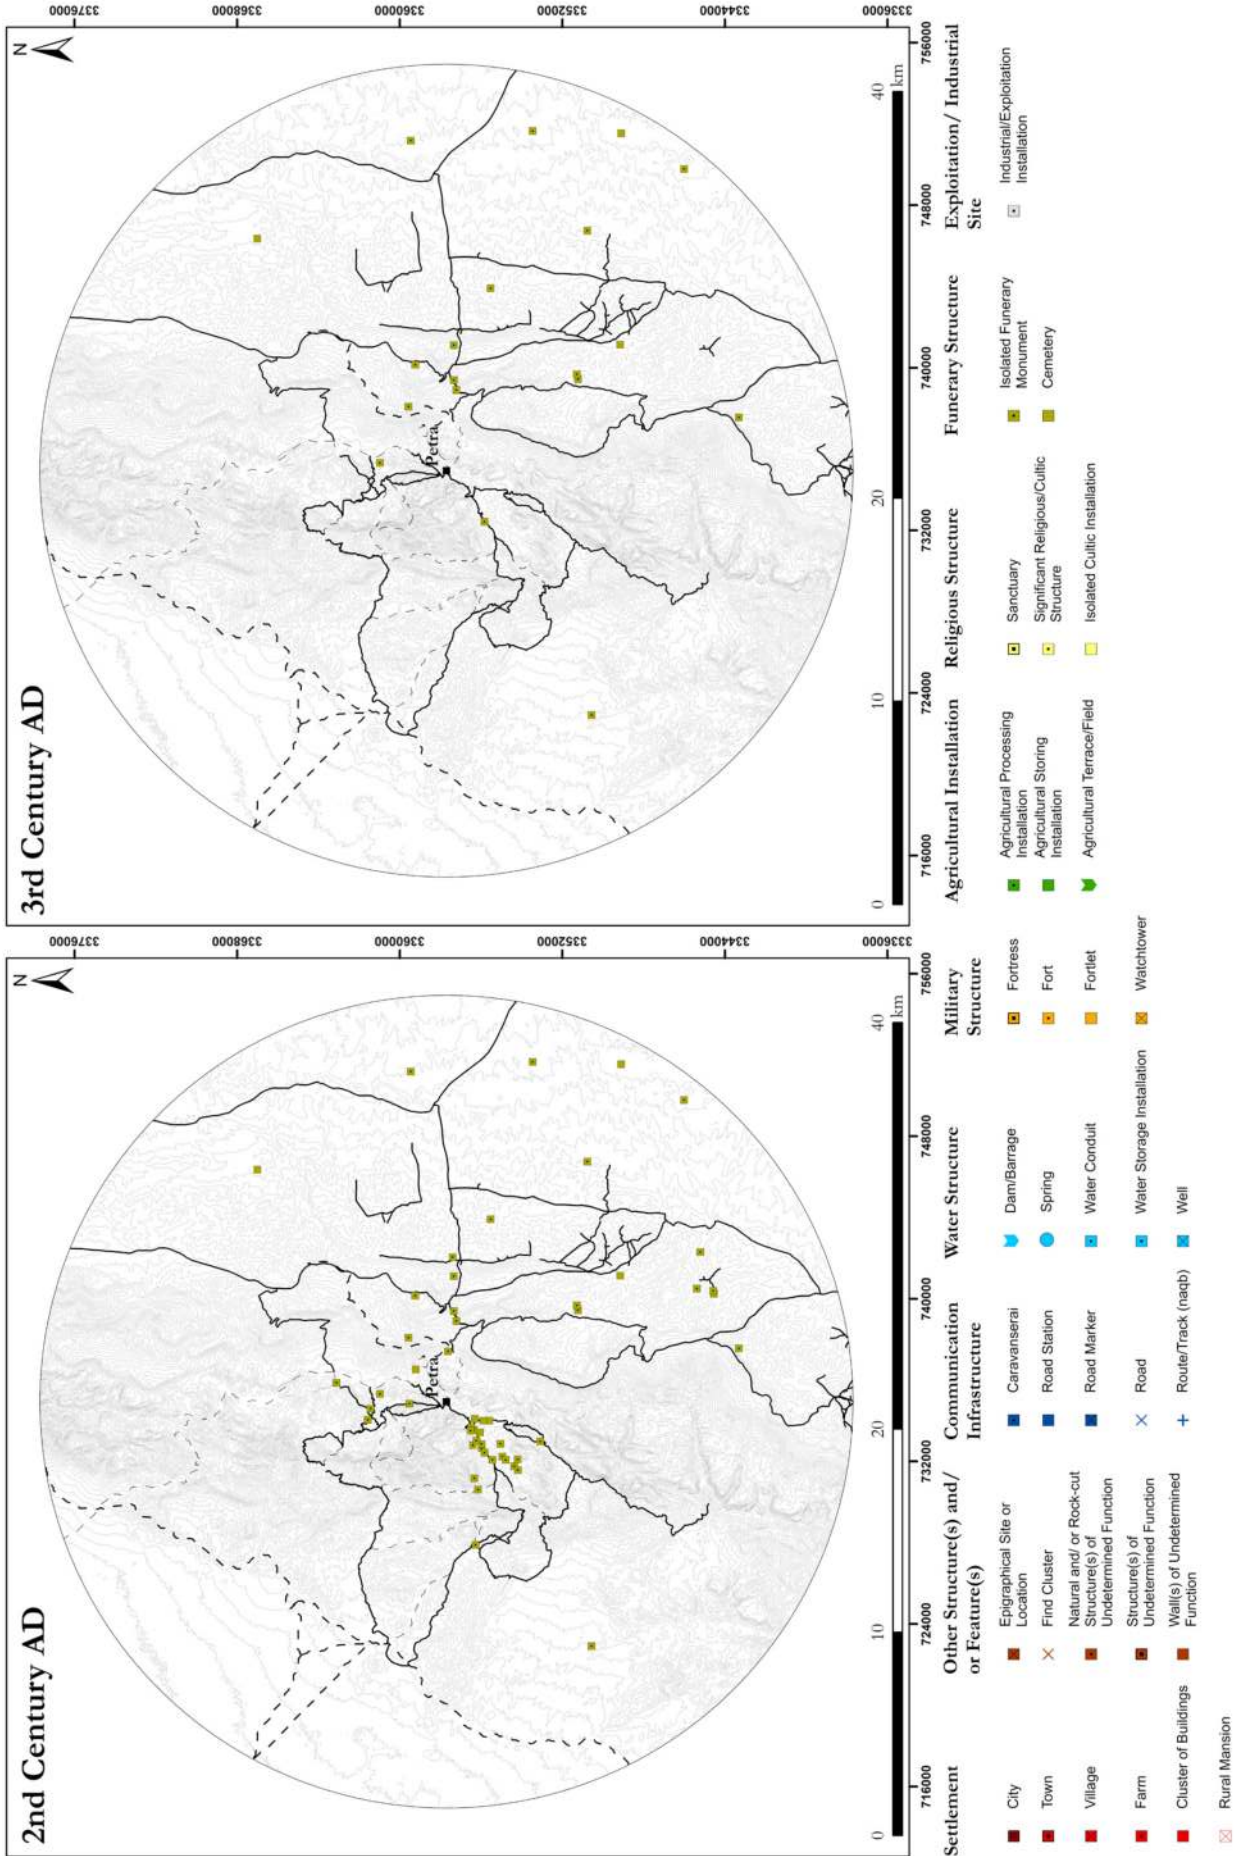 2nd Century AD
N
3376000
3368000
3360000
3352000
3344000
3336000
Petra
716000
724000
732000
740000
748000
756000
0
10
20
40
km
3rd Century AD
N
3376000
3368000
3360000
3352000
3344000
3336000
Petra
716000
724000
732000
740000
748000
756000
0
10
20
40
km
Settlement
City
Town
Village
Farm
Cluster of Buildings
Rural Mansion
Other Structure(s) and/
or Feature(s)
Epigraphical Site or
Location
Find Cluster
Natural and/ or Rock-cut
Structure(s) of
Undetermined Function
Structure(s) of
Undetermined Function
Wall(s) of Undetermined
Function
Communication
Infrastructure
Caravanserai
Road Station
Road Marker
Road
Route/Track (naqb)
Water Structure
Dam/Barrage
Spring
Water Conduit
Water Storage Installation
Well
Military
Structure
Fortress
Fort
Fortlet
Watchtower
Agricultural Installation
Agricultural Processing
Installation
Agricultural Storing
Installation
Agricultural Terrace/Field
Religious Structure
Sanctuary
Significant Religious/Cultic
Structure
Isolated Cultic Installation
Funerary Structure
Isolated Funerary
Monument
Cemetery
Exploitation/ Industrial
Site
Industrial/Exploitation
Installation